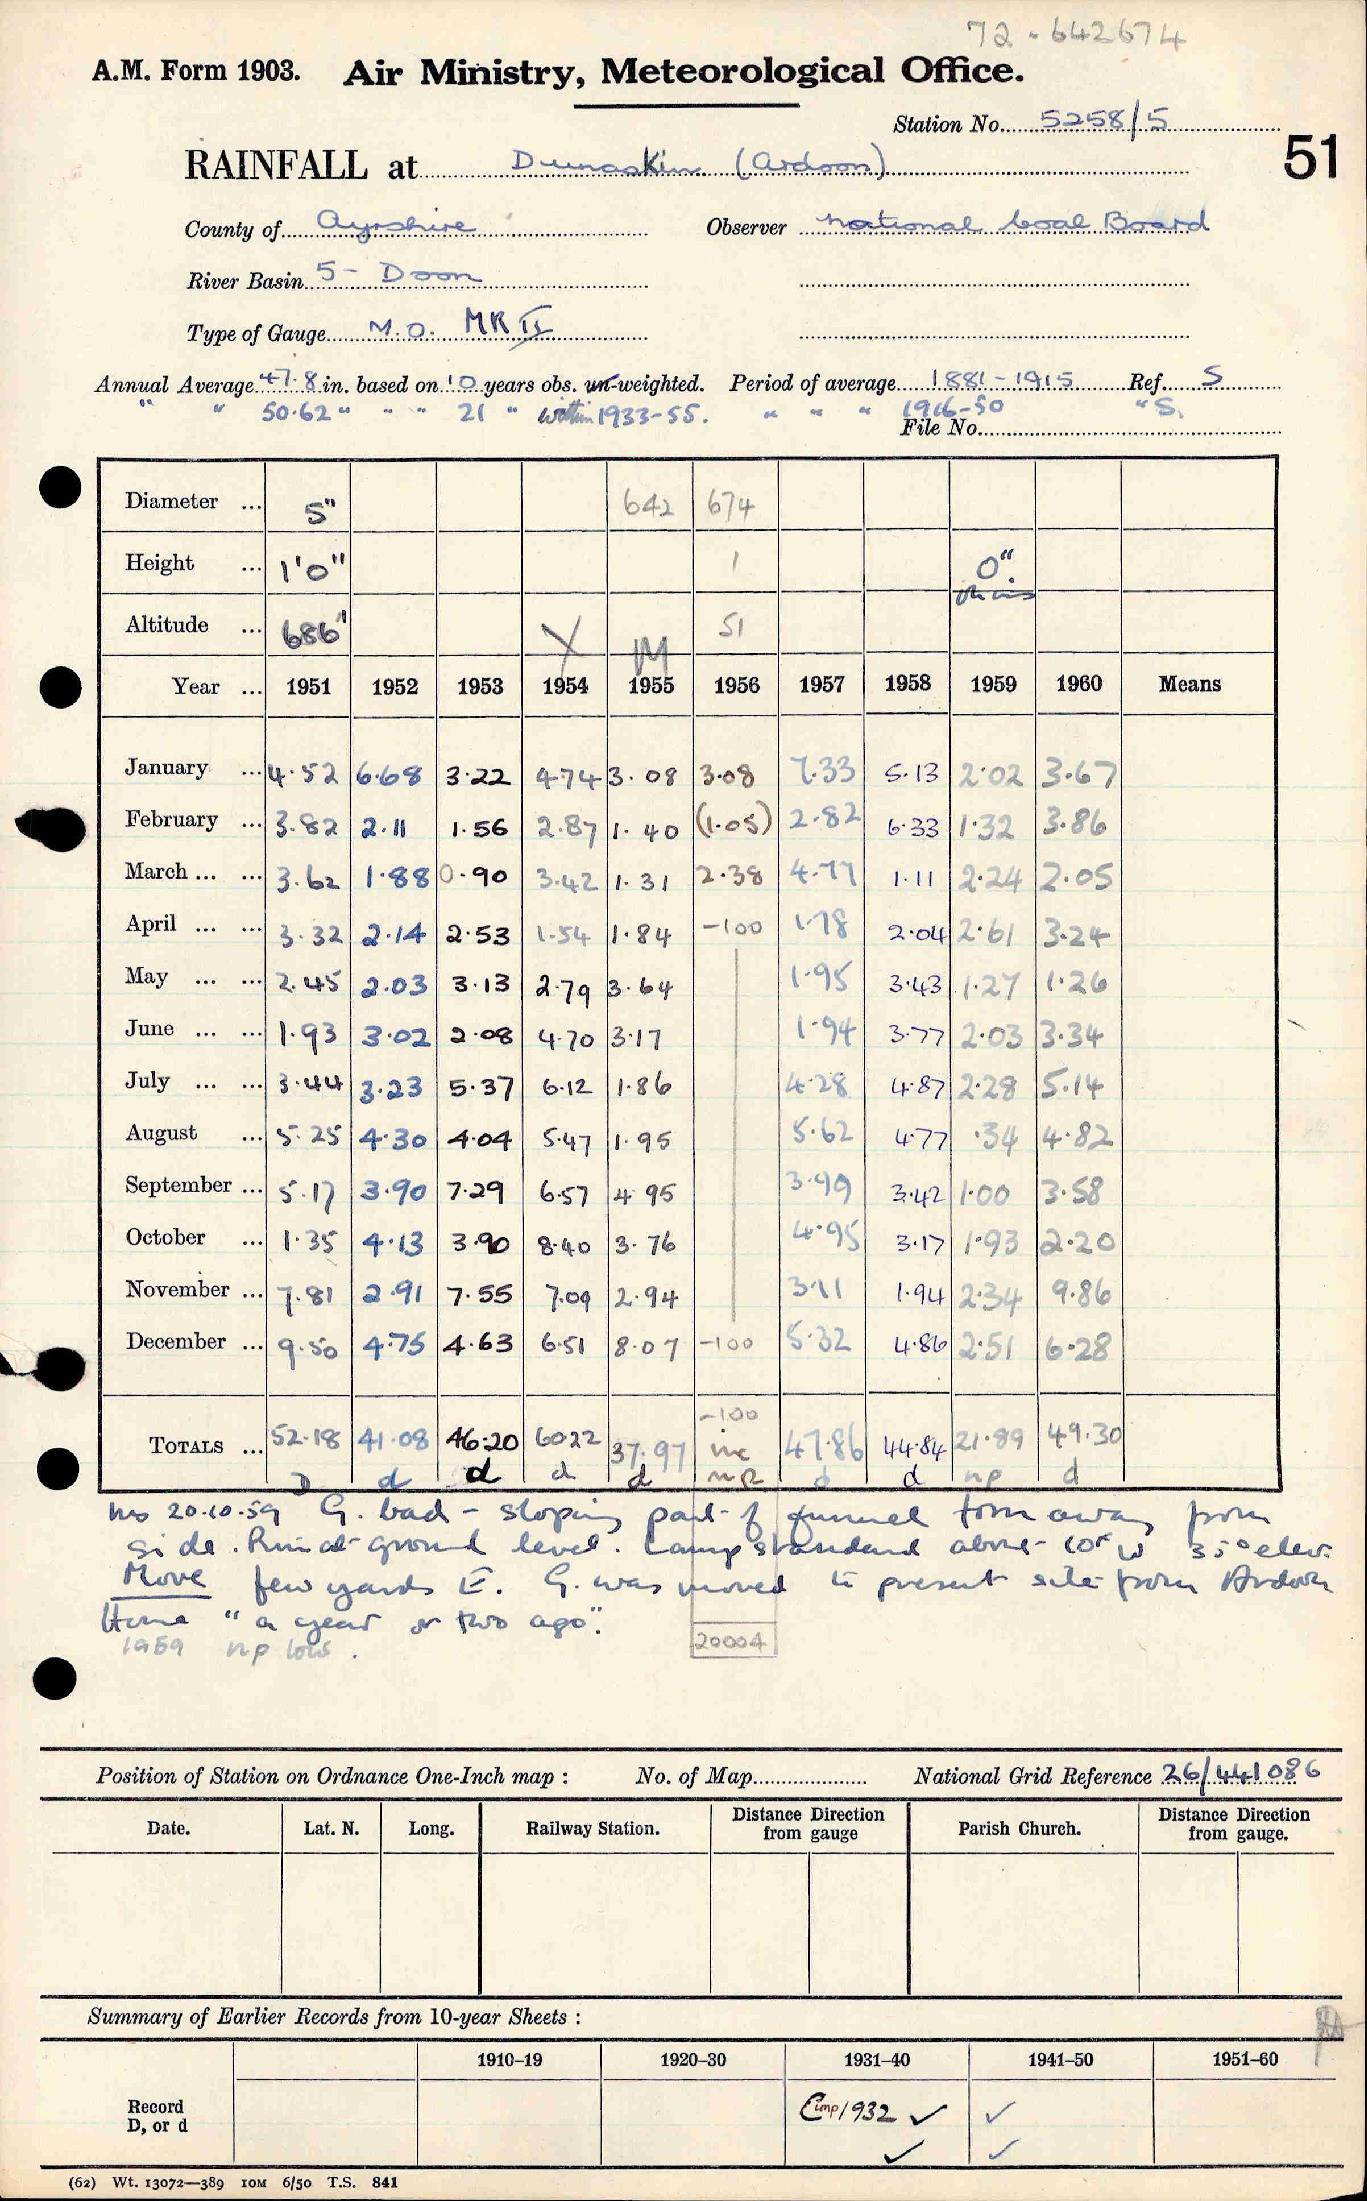 72 - 642674
A.M. Form 1903. Air Ministry, Meteorological Office.
Station No. 5258/5
51
RAINFALL at Dunaskin (Ardoon)
County of Ayrshire Observer National Coal Board
River Basin 5 - Doon
Type of Gauge M.O. MK II
Annual Average 47.8 in. based on 10 years obs. un-weighted. Period of average 1881-1915 Ref. S
" " 50.62 " " " 21 " within 1933-55. " " " 1916-50 " S.
File No.
Diameter ... 5" 642 674
Height ... 1'0" 1 0"
Altitude ... 686' Y M 51
Year ... 1951 1952 1953 1954 1955 1956 1957 1958 1959 1960 Means
January ... 4.52 6.68 3.22 4.74 3.08 3.08 7.33 5.13 2.02 3.67
February ... 3.82 2.11 1.56 2.87 1.40 (1.05) 2.82 6.33 1.32 3.86
March ... ... 3.62 1.88 0.90 3.42 1.31 2.38 4.77 1.11 2.24 2.05
April ... ... 3.32 2.14 2.53 1.54 1.84 -100 1.78 2.04 2.61 3.24
May ... ... 2.45 2.03 3.13 2.79 3.64 1.95 3.43 1.27 1.26
June ... ... 1.93 3.02 2.08 4.70 3.17 1.94 3.77 2.03 3.34
July ... ... 3.44 3.23 5.37 6.12 1.86 4.28 4.87 2.28 5.14
August ... 5.25 4.30 4.04 5.47 1.95 5.62 4.77 .34 4.82
September ... 5.17 3.90 7.29 6.57 4.95 3.99 3.42 1.00 3.58
October ... 1.35 4.13 3.90 8.40 3.76 4.95 3.17 1.93 2.20
November ... 7.81 2.91 7.55 7.09 2.94 3.11 1.94 2.34 9.86
December ... 9.50 4.75 4.63 6.51 8.07 -100 5.32 4.86 2.51 6.28
-100
TOTALS ... 52.18 41.08 46.20 60.22 37.97 inc 47.86 44.84 21.89 49.30
D d d d d np d d np d
Ins 20.10.59 G. bad - sloping part of funnel torn away from
side. Rim at ground level. Lamp standard above 10ft W 35° elev.
Move few yards E. G. was moved to present site from Ardoon
House "a year or two ago".
1959 np low.
20004
Position of Station on Ordnance One-Inch map : No. of Map National Grid Reference 26/441086
Date. Lat. N. Long. Railway Station. Distance Direction from gauge Parish Church. Distance Direction from gauge.
Summary of Earlier Records from 10-year Sheets :
1910–19 1920–30 1931–40 1941–50 1951–60
Record D, or d Cimp 1932 ✓ ✓
✓ ✓
(62) Wt. 13072—389 10M 6/50 T.S. 841